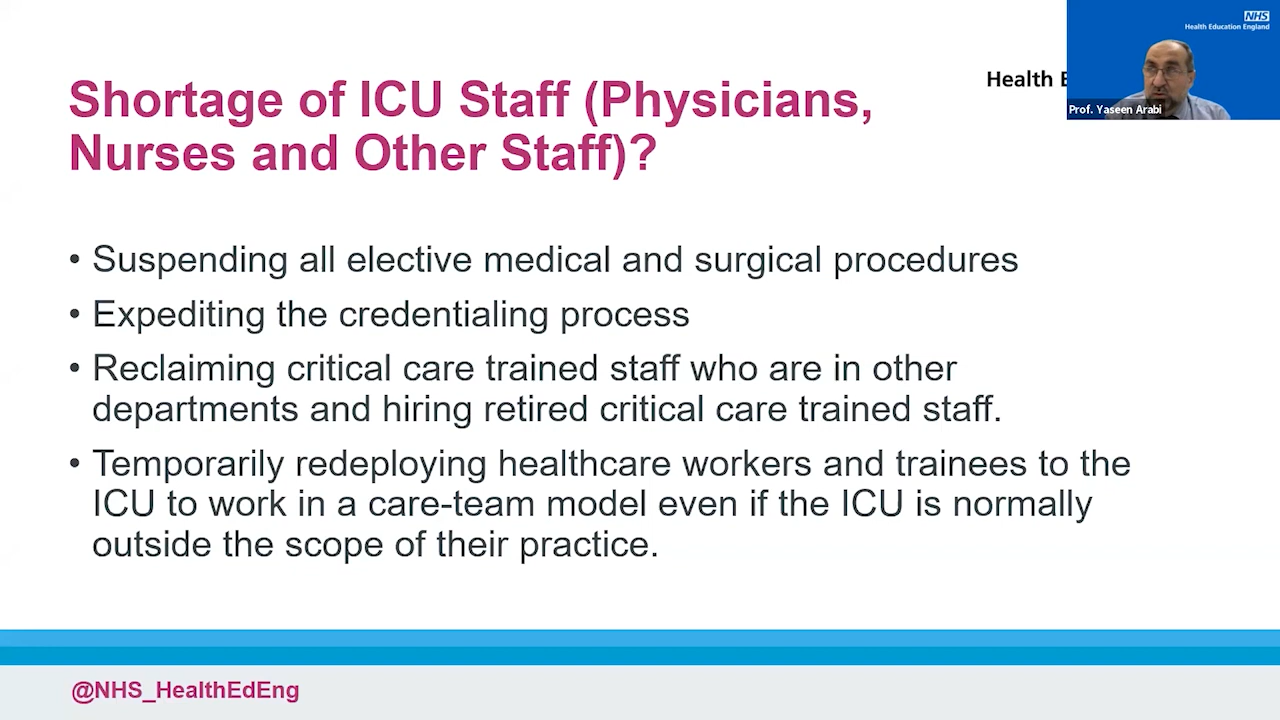 NHS
Health Education England
Health E
Prof. Yaseen Arabi
Shortage of ICU Staff (Physicians,
Nurses and Other Staff)?
• Suspending all elective medical and surgical procedures
• Expediting the credentialing process
• Reclaiming critical care trained staff who are in other
departments and hiring retired critical care trained staff.
• Temporarily redeploying healthcare workers and trainees to the
ICU to work in a care-team model even if the ICU is normally
outside the scope of their practice.
@NHS_HealthEdEng